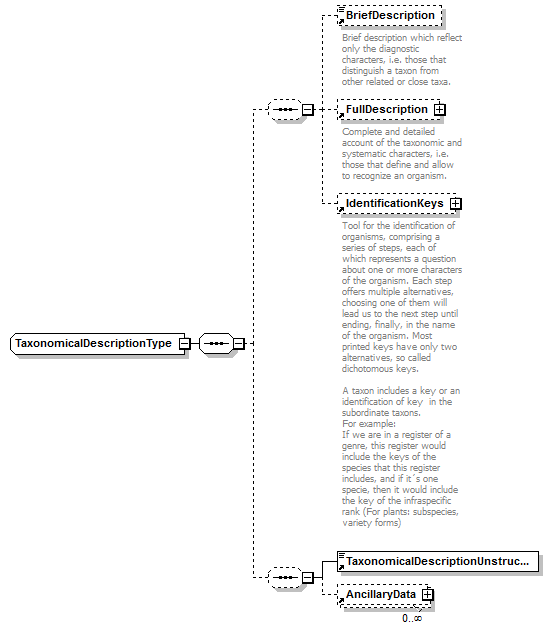 BriefDescription
Brief description which reflect
only the diagnostic
characters, i.e. those that
distinguish a taxon from
other related or close taxa.
FullDescription
Complete and detailed
account of the taxonomic and
systematic characters, i.e.
those that define and allow
to recognize an organism.
IdentificationKeys
Tool for the identification of
organisms, comprising a
series of steps, each of
which represents a question
about one or more characters
of the organism. Each step
offers multiple alternatives,
choosing one of them will
lead us to the next step until
ending, finally, in the name
of the organism. Most
printed keys have only two
alternatives, so called
dichotomous keys.
A taxon includes a key or an
identification of key in the
subordinate taxons.
For example:
If we are in a register of a
genre, this register would
include the keys of the
species that this register
includes, and if it´s one
specie, then it would include
the key of the infraspecific
rank (For plants: subspecies,
variety forms)
TaxonomicalDescriptionType
TaxonomicalDescriptionUnstruc...
AncillaryData
0..∞